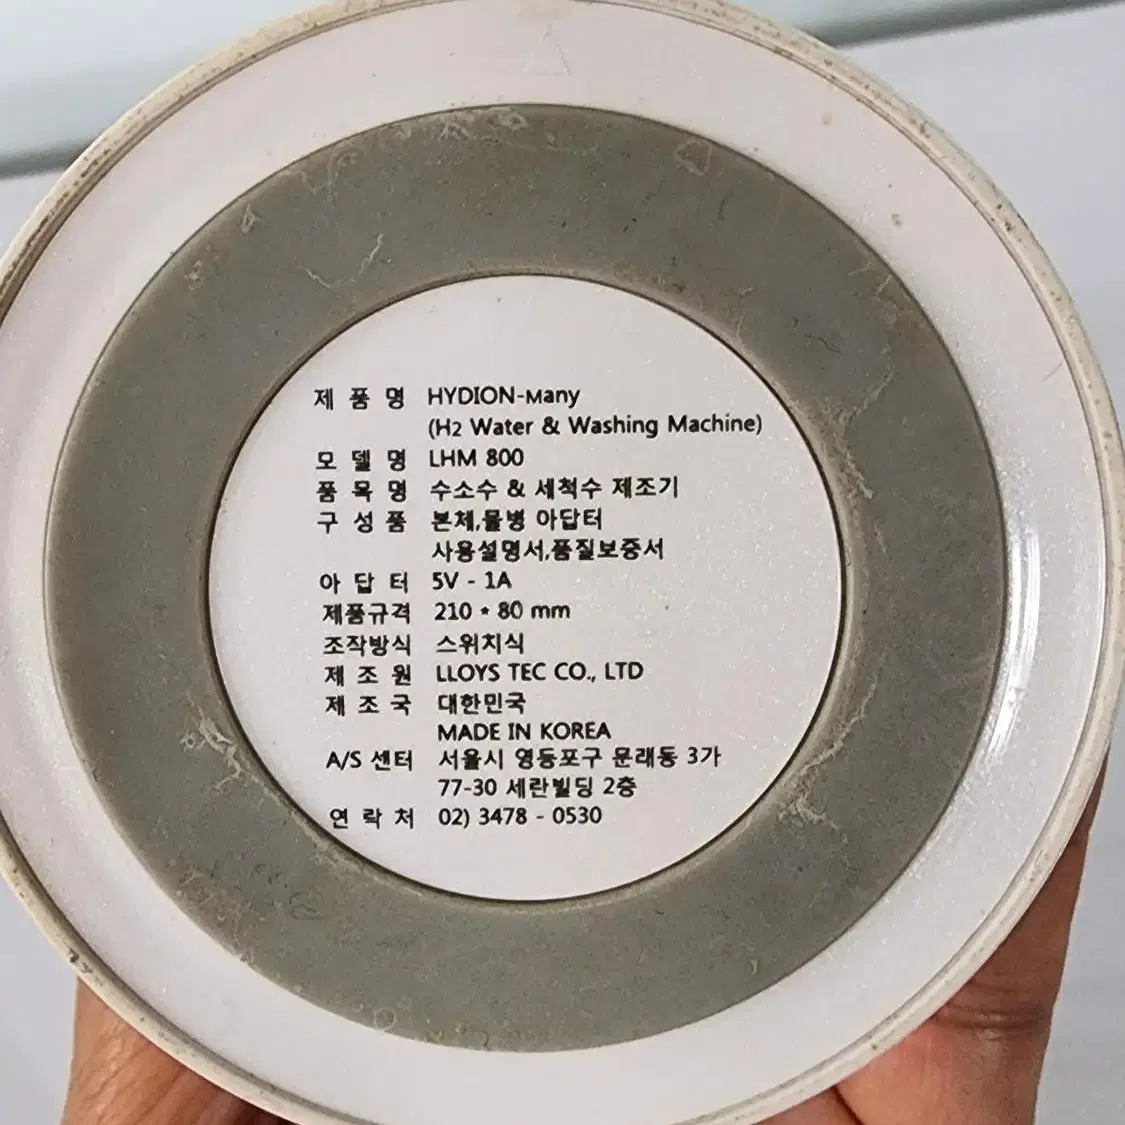 제 품 명 HYDION-Many
(H2 Water & Washing Machine)
모 델 명 LHM 800
품 목 명 수소수 & 세척수 제조기
구 성 품 본체,물병 아답터
사용설명서,품질보증서
아 답 터 5V - 1A
제품규격 210 * 80 mm
조작방식 스위치식
제 조 원 LLOYS TEC CO., LTD
제 조 국 대한민국
MADE IN KOREA
A/S 센터 서울시 영등포구 문래동 3가
77-30 세란빌딩 2층
연 락 처 02) 3478 - 0530